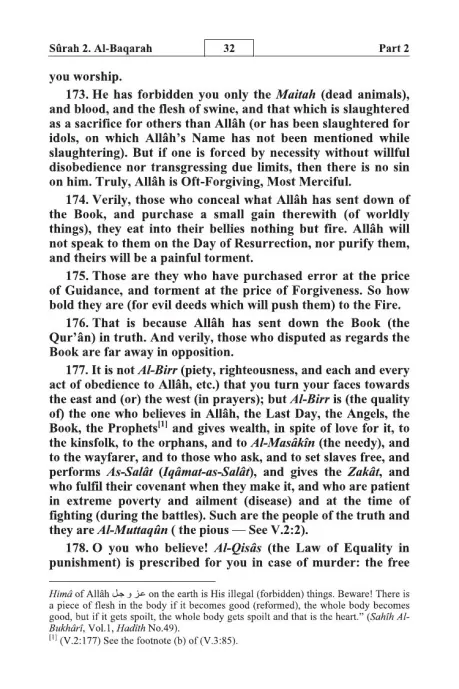 Sûrah 2. Al-Baqarah 32 Part 2
you worship.
173. He has forbidden you only the Maitah (dead animals),
and blood, and the flesh of swine, and that which is slaughtered
as a sacrifice for others than Allâh (or has been slaughtered for
idols, on which Allâh’s Name has not been mentioned while
slaughtering). But if one is forced by necessity without willful
disobedience nor transgressing due limits, then there is no sin
on him. Truly, Allâh is Oft-Forgiving, Most Merciful.
174. Verily, those who conceal what Allâh has sent down of
the Book, and purchase a small gain therewith (of worldly
things), they eat into their bellies nothing but fire. Allâh will
not speak to them on the Day of Resurrection, nor purify them,
and theirs will be a painful torment.
175. Those are they who have purchased error at the price
of Guidance, and torment at the price of Forgiveness. So how
bold they are (for evil deeds which will push them) to the Fire.
176. That is because Allâh has sent down the Book (the
Qur’ân) in truth. And verily, those who disputed as regards the
Book are far away in opposition.
177. It is not Al-Birr (piety, righteousness, and each and every
act of obedience to Allâh, etc.) that you turn your faces towards
the east and (or) the west (in prayers); but Al-Birr is (the quality
of) the one who believes in Allâh, the Last Day, the Angels, the
Book, the Prophets[1] and gives wealth, in spite of love for it, to
the kinsfolk, to the orphans, and to Al-Masâkîn (the needy), and
to the wayfarer, and to those who ask, and to set slaves free, and
performs As-Salât (Iqâmat-as-Salât), and gives the Zakât, and
who fulfil their covenant when they make it, and who are patient
in extreme poverty and ailment (disease) and at the time of
fighting (during the battles). Such are the people of the truth and
they are Al-Muttaqûn ( the pious — See V.2:2).
178. O you who believe! Al-Qisâs (the Law of Equality in
punishment) is prescribed for you in case of murder: the free
Himâ of Allâh عز و جل on the earth is His illegal (forbidden) things. Beware! There is
a piece of flesh in the body if it becomes good (reformed), the whole body becomes
good, but if it gets spoilt, the whole body gets spoilt and that is the heart.” (Sahîh Al-
Bukhârî, Vol.1, Hadîth No.49).
[1] (V.2:177) See the footnote (b) of (V.3:85).